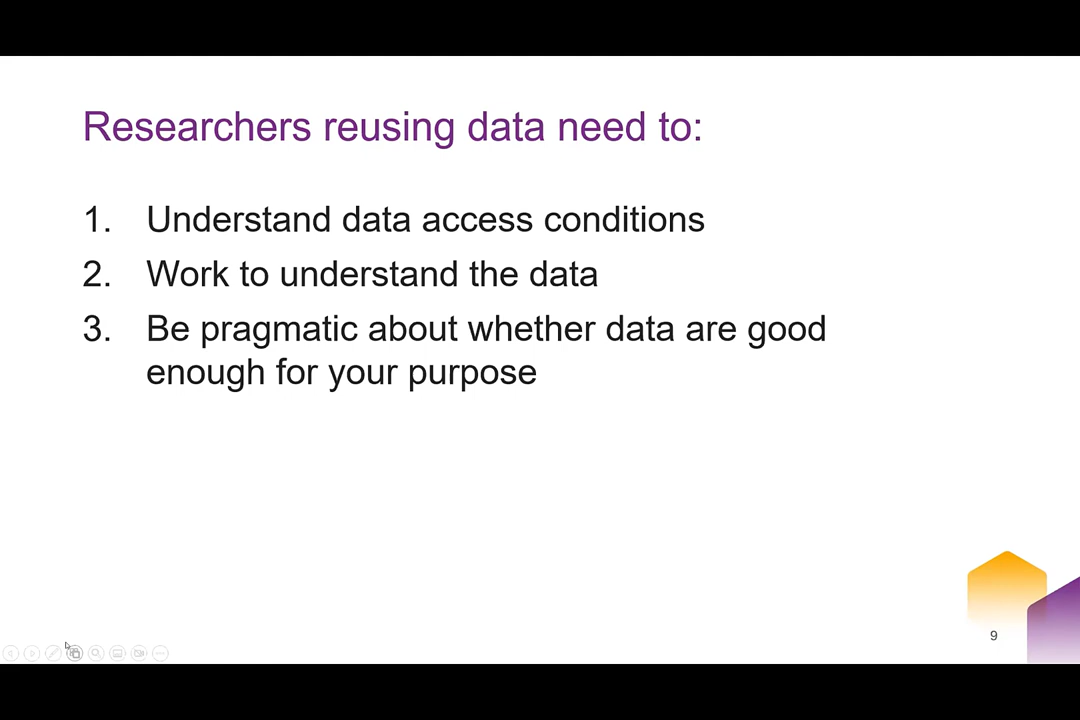 Researchers reusing data need to:
1. Understand data access conditions
2. Work to understand the data
3. Be pragmatic about whether data are good
enough for your purpose
9